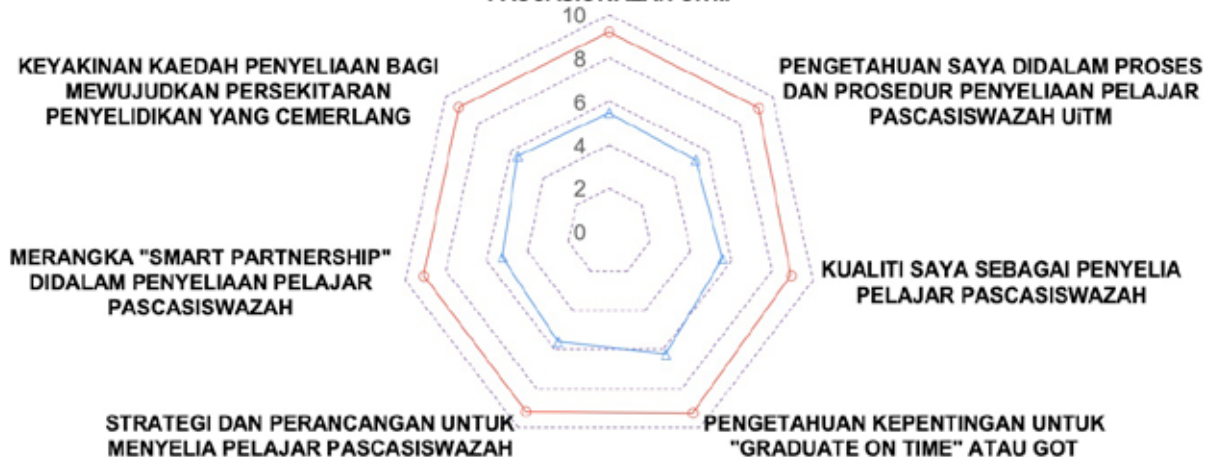 10
8
6
4
2
0
KEYAKINAN KAEDAH PENYELIAAN BAGI
MEWUJUDKAN PERSEKITARAN
PENYELIDIKAN YANG CEMERLANG
PENGETAHUAN SAYA DIDALAM PROSES
DAN PROSEDUR PENYELIAAN PELAJAR
PASCASISWAZAH UiTM
MERANGKA "SMART PARTNERSHIP"
DIDALAM PENYELIAAN PELAJAR
PASCASISWAZAH
KUALITI SAYA SEBAGAI PENYELIA
PELAJAR PASCASISWAZAH
STRATEGI DAN PERANCANGAN UNTUK
MENYELIA PELAJAR PASCASISWAZAH
PENGETAHUAN KEPENTINGAN UNTUK
"GRADUATE ON TIME" ATAU GOT